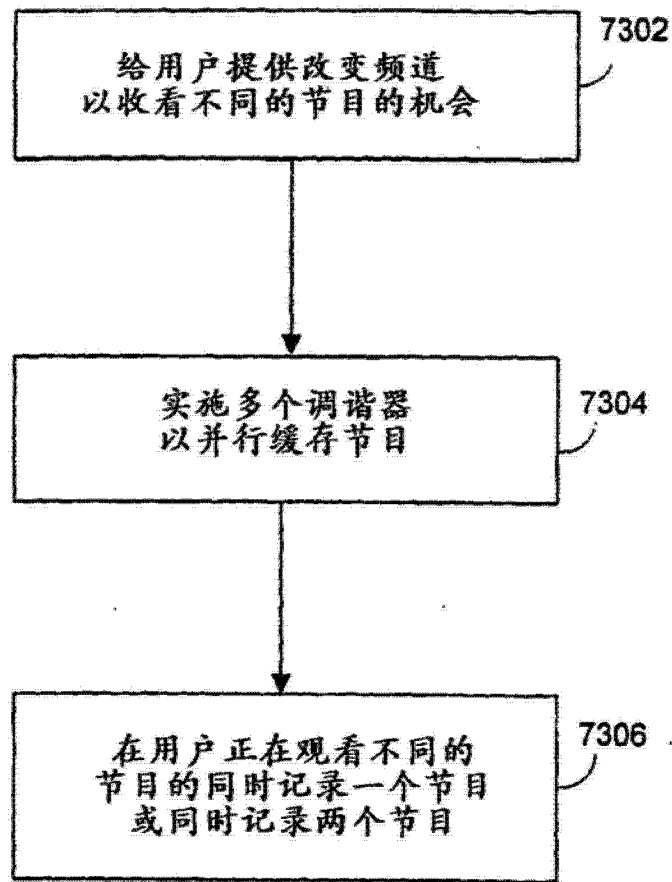 7302
给用户提供改变频道
以收看不同的节目的机会
7304
实施多个调谐器
以并行缓存节目
7306
在用户正在观看不同的
节目的同时记录一个节目
或同时记录两个节目